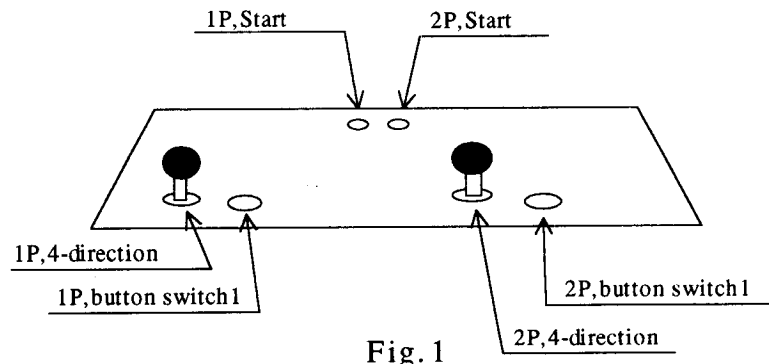 1P,Start
2P,Start
1P,4-direction
1P,button switch1
2P,button switch1
2P,4-direction
Fig.1